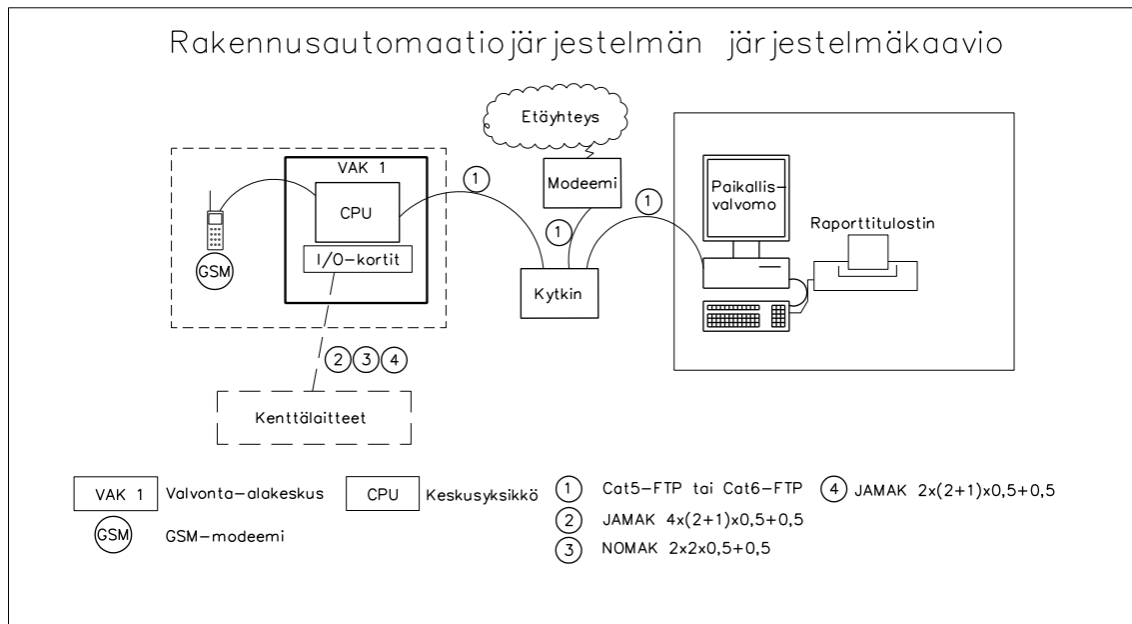 Rakennusautomaatiojärjestelmän järjestelmäkaavio
Etäyhteys
VAK 1
CPU
I/O-kortit
GSM
1
Modeemi
1
1
Kytkin
Paikallis-
valvomo
Raporttitulostin
2 3 4
Kenttälaitteet
VAK 1 Valvonta-alakeskus
CPU Keskusyksikkö
GSM GSM-modeemi
1 Cat5-FTP tai Cat6-FTP
2 JAMAK 4x(2+1)x0,5+0,5
3 NOMAK 2x2x0,5+0,5
4 JAMAK 2x(2+1)x0,5+0,5